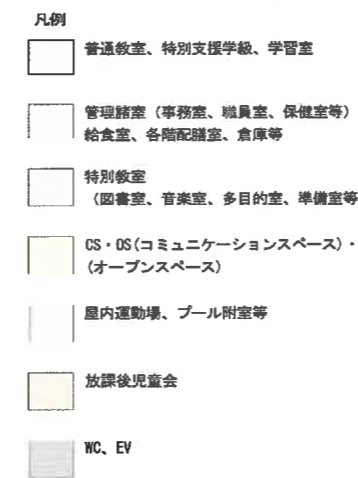 凡例
普通教室、特別支援学級、学習室
管理諸室(事務室、職員室、保健室等)
給食室、各階配膳室、倉庫等
特別教室
(図書室、音楽室、多目的室、準備室等
CS・OS(コミュニケーションスペース)・
(オープンスペース)
屋内運動場、プール附室等
放課後児童会
WC、EV